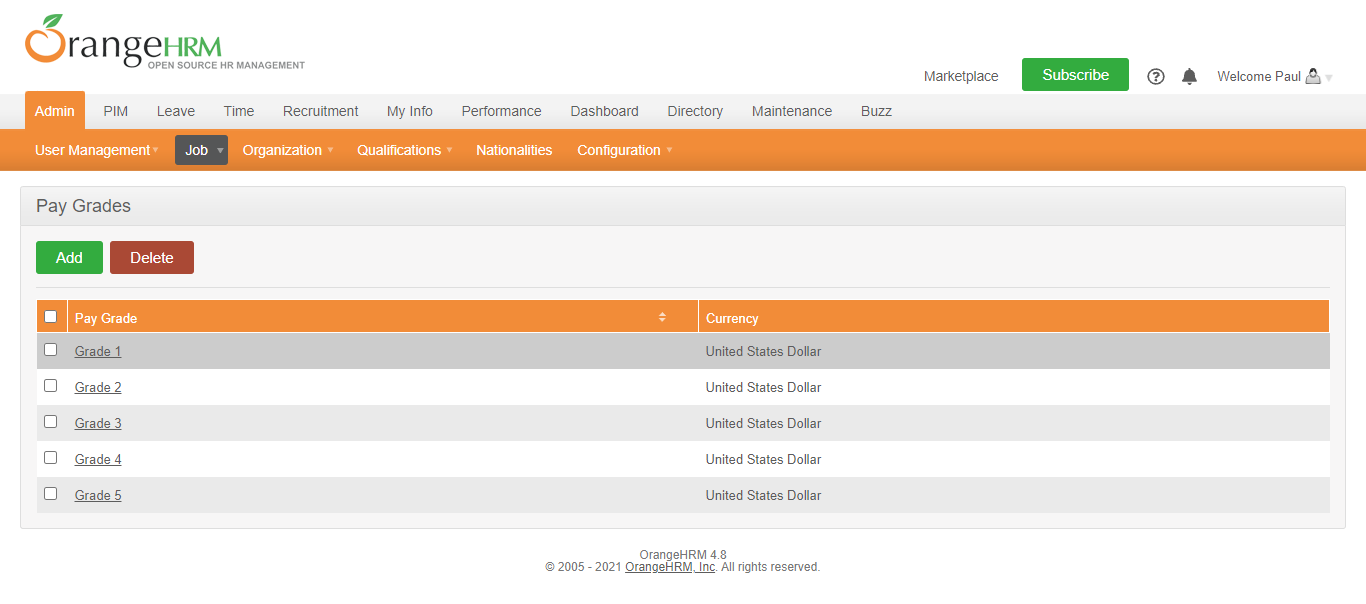 OrangeHRM
OPEN SOURCE HR MANAGEMENT
Marketplace Subscribe ? Welcome Paul
Admin PIM Leave Time Recruitment My Info Performance Dashboard Directory Maintenance Buzz
User Management Job Organization Qualifications Nationalities Configuration
Pay Grades
Add Delete
Pay Grade Currency
Grade 1 United States Dollar
Grade 2 United States Dollar
Grade 3 United States Dollar
Grade 4 United States Dollar
Grade 5 United States Dollar
OrangeHRM 4.8
© 2005 - 2021 OrangeHRM, Inc. All rights reserved.